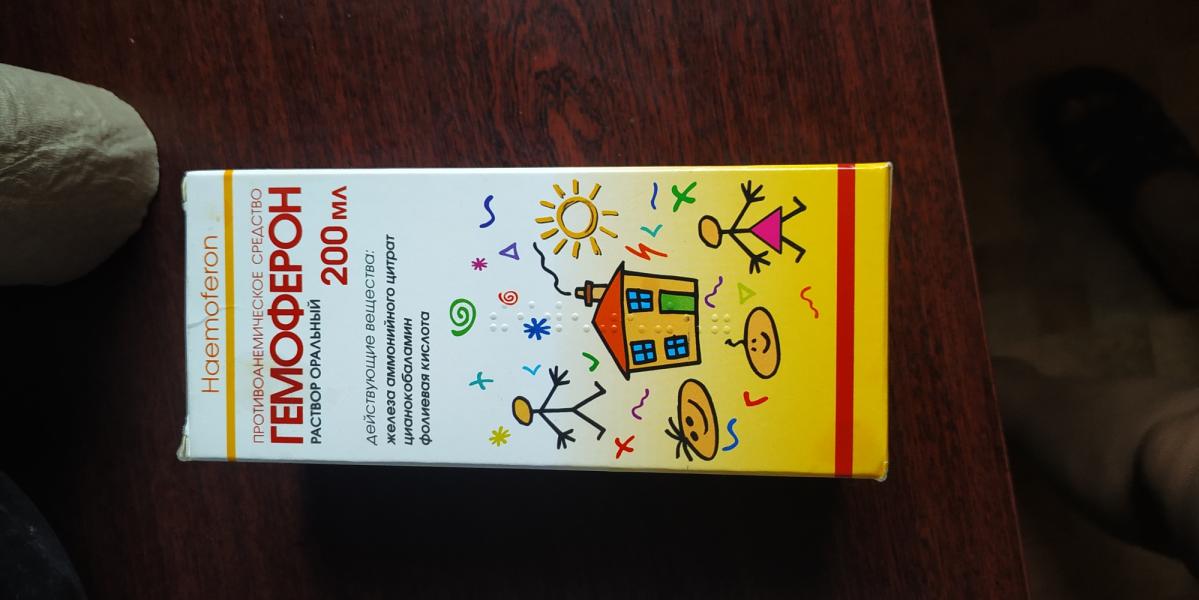 Haemoferon
ПРОТИВОАНЕМИЧЕСКОЕ СРЕДСТВО
ГЕМОФЕРОН
РАСТВОР ОРАЛЬНЫЙ 200 мл
действующие вещества:
железа аммонийного цитрат
цианокобаламин
фолиевая кислота